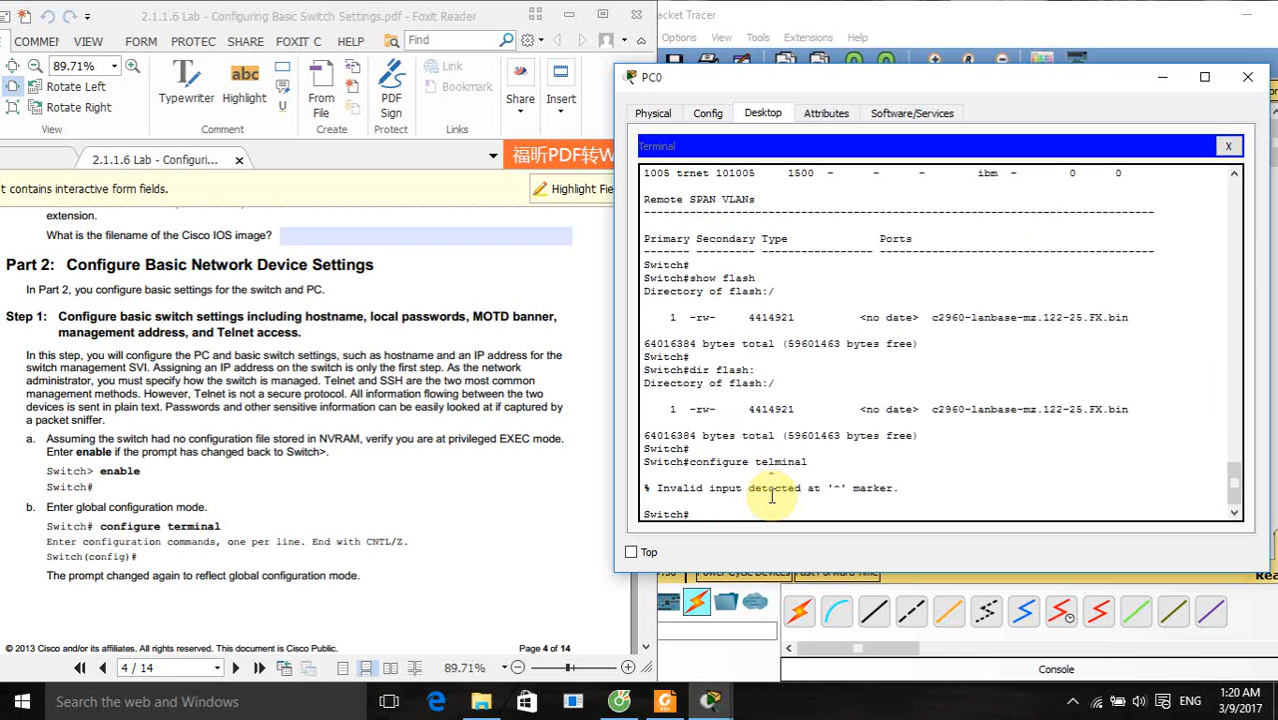 2.1.1.6 Lab - Configuring Basic Switch Settings.pdf - Foxit Reader
COMMEI VIEW FORM PROTEC SHARE FOXIT C HELP Find
89.71%
Rotate Left
Rotate Right
View
Typewriter
Highlight
Comment
From
File
Create
PDF
Sign
Protect
Link
Bookmark
Links
Share
Insert
2.1.1.6 Lab - Configuri...
福昕PDF转W
t contains interactive form fields.
Highlight Fie
extension.
What is the filename of the Cisco IOS image?
Part 2: Configure Basic Network Device Settings
In Part 2, you configure basic settings for the switch and PC.
Step 1: Configure basic switch settings including hostname, local passwords, MOTD banner,
management address, and Telnet access.
In this step, you will configure the PC and basic switch settings, such as hostname and an IP address for the
switch management SVI. Assigning an IP address on the switch is only the first step. As the network
administrator, you must specify how the switch is managed. Telnet and SSH are the two most common
management methods. However, Telnet is not a secure protocol. All information flowing between the two
devices is sent in plain text. Passwords and other sensitive information can be easily looked at if captured by
a packet sniffer.
a. Assuming the switch had no configuration file stored in NVRAM, verify you are at privileged EXEC mode.
Enter enable if the prompt has changed back to Switch>.
Switch> enable
Switch#
b. Enter global configuration mode.
Switch# configure terminal
Enter configuration commands, one per line. End with CNTL/Z.
Switch(config)#
The prompt changed again to reflect global configuration mode.
© 2013 Cisco and/or its affiliates. All rights reserved. This document is Cisco Public. Page 4 of 14
4 / 14
89.71%
acket Tracer
Options View Tools Extensions Help
PC0
Physical Config Desktop Attributes Software/Services
Terminal
X
1005 trnet 101005 1500 - - - ibm - 0 0
Remote SPAN VLANs
------------------------------------------------------------------------------
Primary Secondary Type Ports
------- --------- ----------------- ------------------------------------------
Switch#
Switch#show flash
Directory of flash:/
1 -rw- 4414921 <no date> c2960-lanbase-mz.122-25.FX.bin
64016384 bytes total (59601463 bytes free)
Switch#
Switch#dir flash:
Directory of flash:/
1 -rw- 4414921 <no date> c2960-lanbase-mz.122-25.FX.bin
64016384 bytes total (59601463 bytes free)
Switch#
Switch#configure telminal
^
% Invalid input detected at '^' marker.
Switch#
Top
Power Cycle Devices Fast Forward Time
Rea
Console
Search the web and Windows
ENG
1:20 AM
3/9/2017